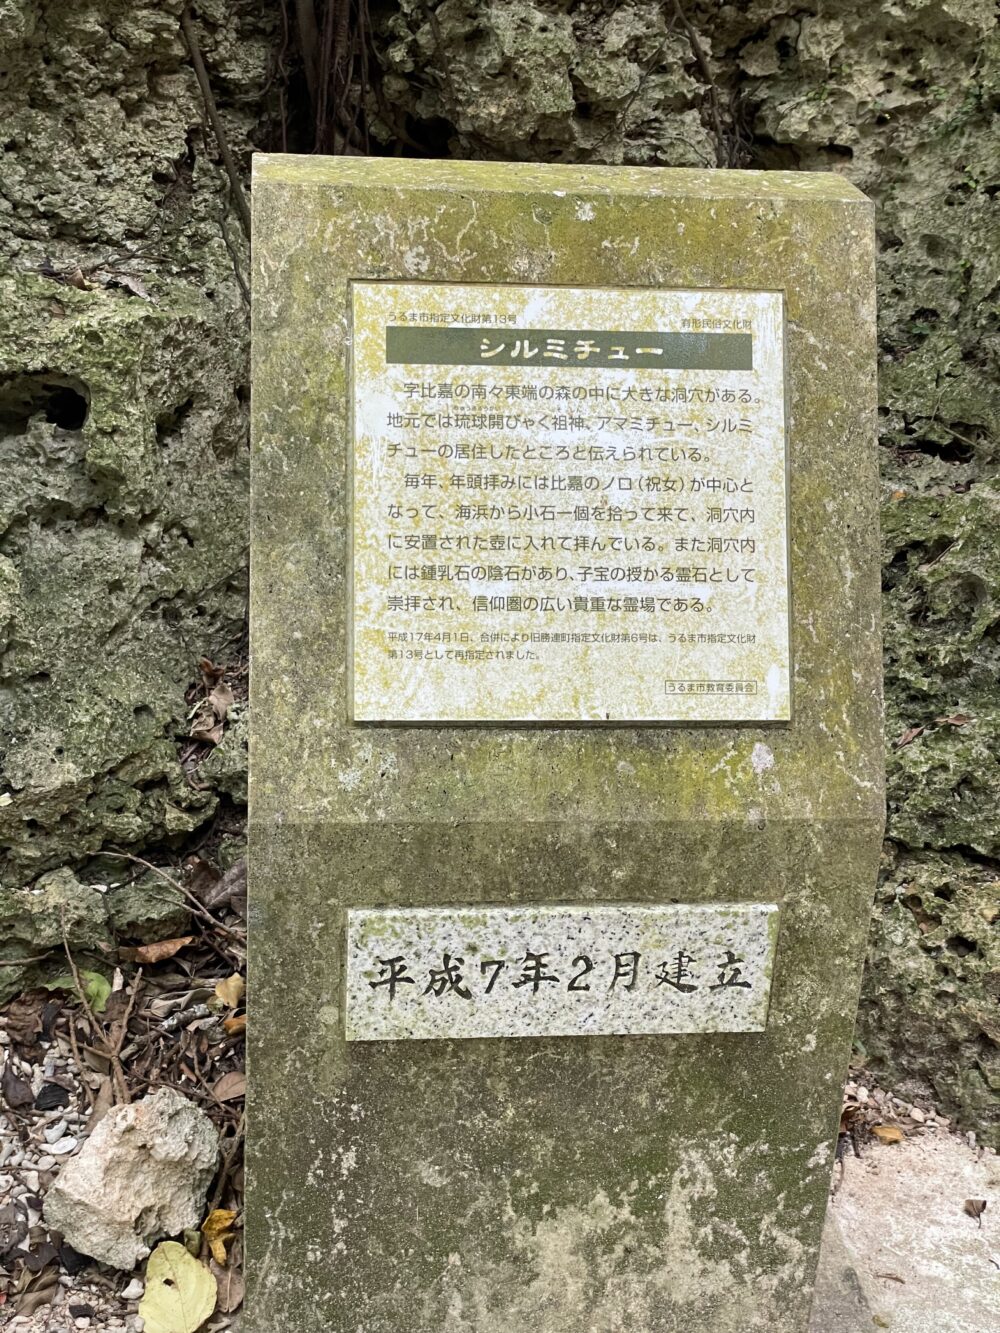 うるま市指定文化財第13号
有形民俗文化財
シルミチュー
字比嘉の南々東端の森の中に大きな洞穴がある。
地元では琉球開びゃく祖神、アマミチュー、シルミ
チューの居住したところと伝えられている。
毎年、年頭拝みには比嘉のノロ（祝女）が中心と
なって、海浜から小石一個を拾って来て、洞穴内
に安置された壺に入れて拝んでいる。また洞穴内
には鍾乳石の陰石があり、子宝の授かる霊石として
崇拝され、信仰圏の広い貴重な霊場である。
平成17年4月1日、合併により旧勝連町指定文化財第6号は、うるま市指定文化財
第13号として再指定されました。
うるま市教育委員会
平成7年2月建立